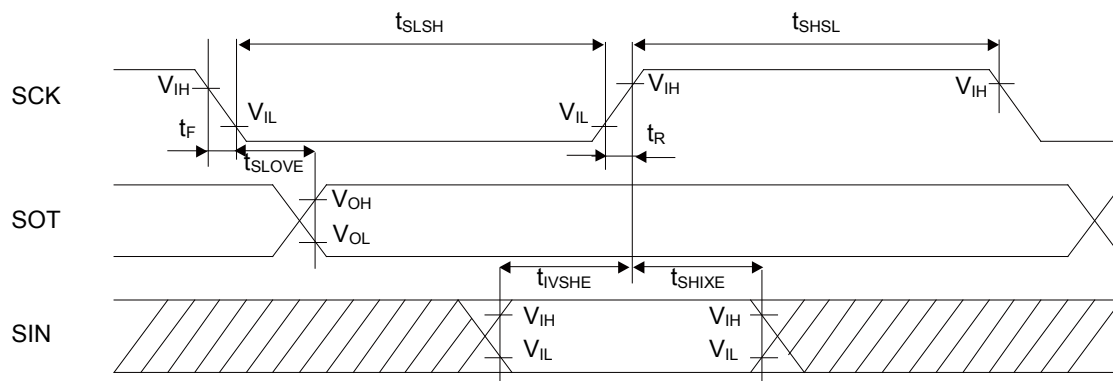 tSLSH
tSHSL
SCK
VIH
VIL
VIL
VIH
VIH
tF
tSLOVE
tR
SOT
VOH
VOL
tIVSHE
tSHIXE
SIN
VIH
VIL
VIH
VIL